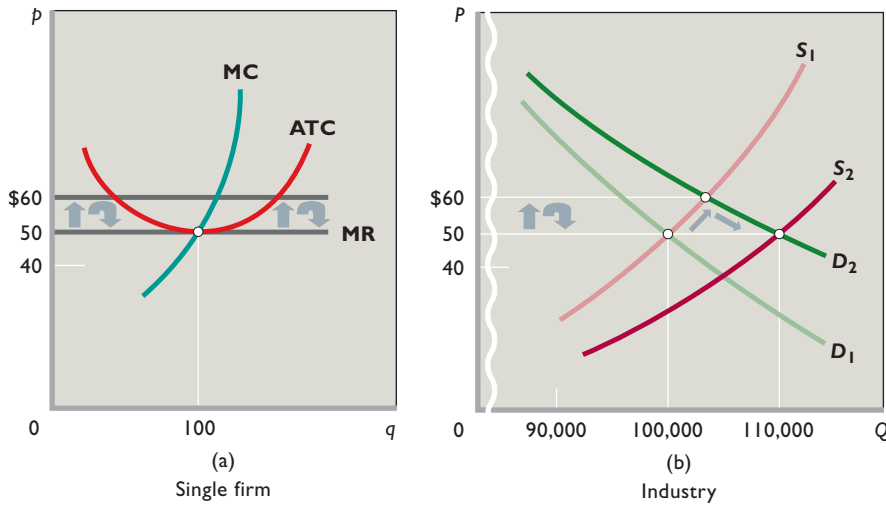 p
MC
ATC
$60
50
MR
40
0
100
q
(a)
Single firm
P
S1
S2
$60
50
40
D2
D1
0
90,000
100,000
110,000
Q
(b)
Industry